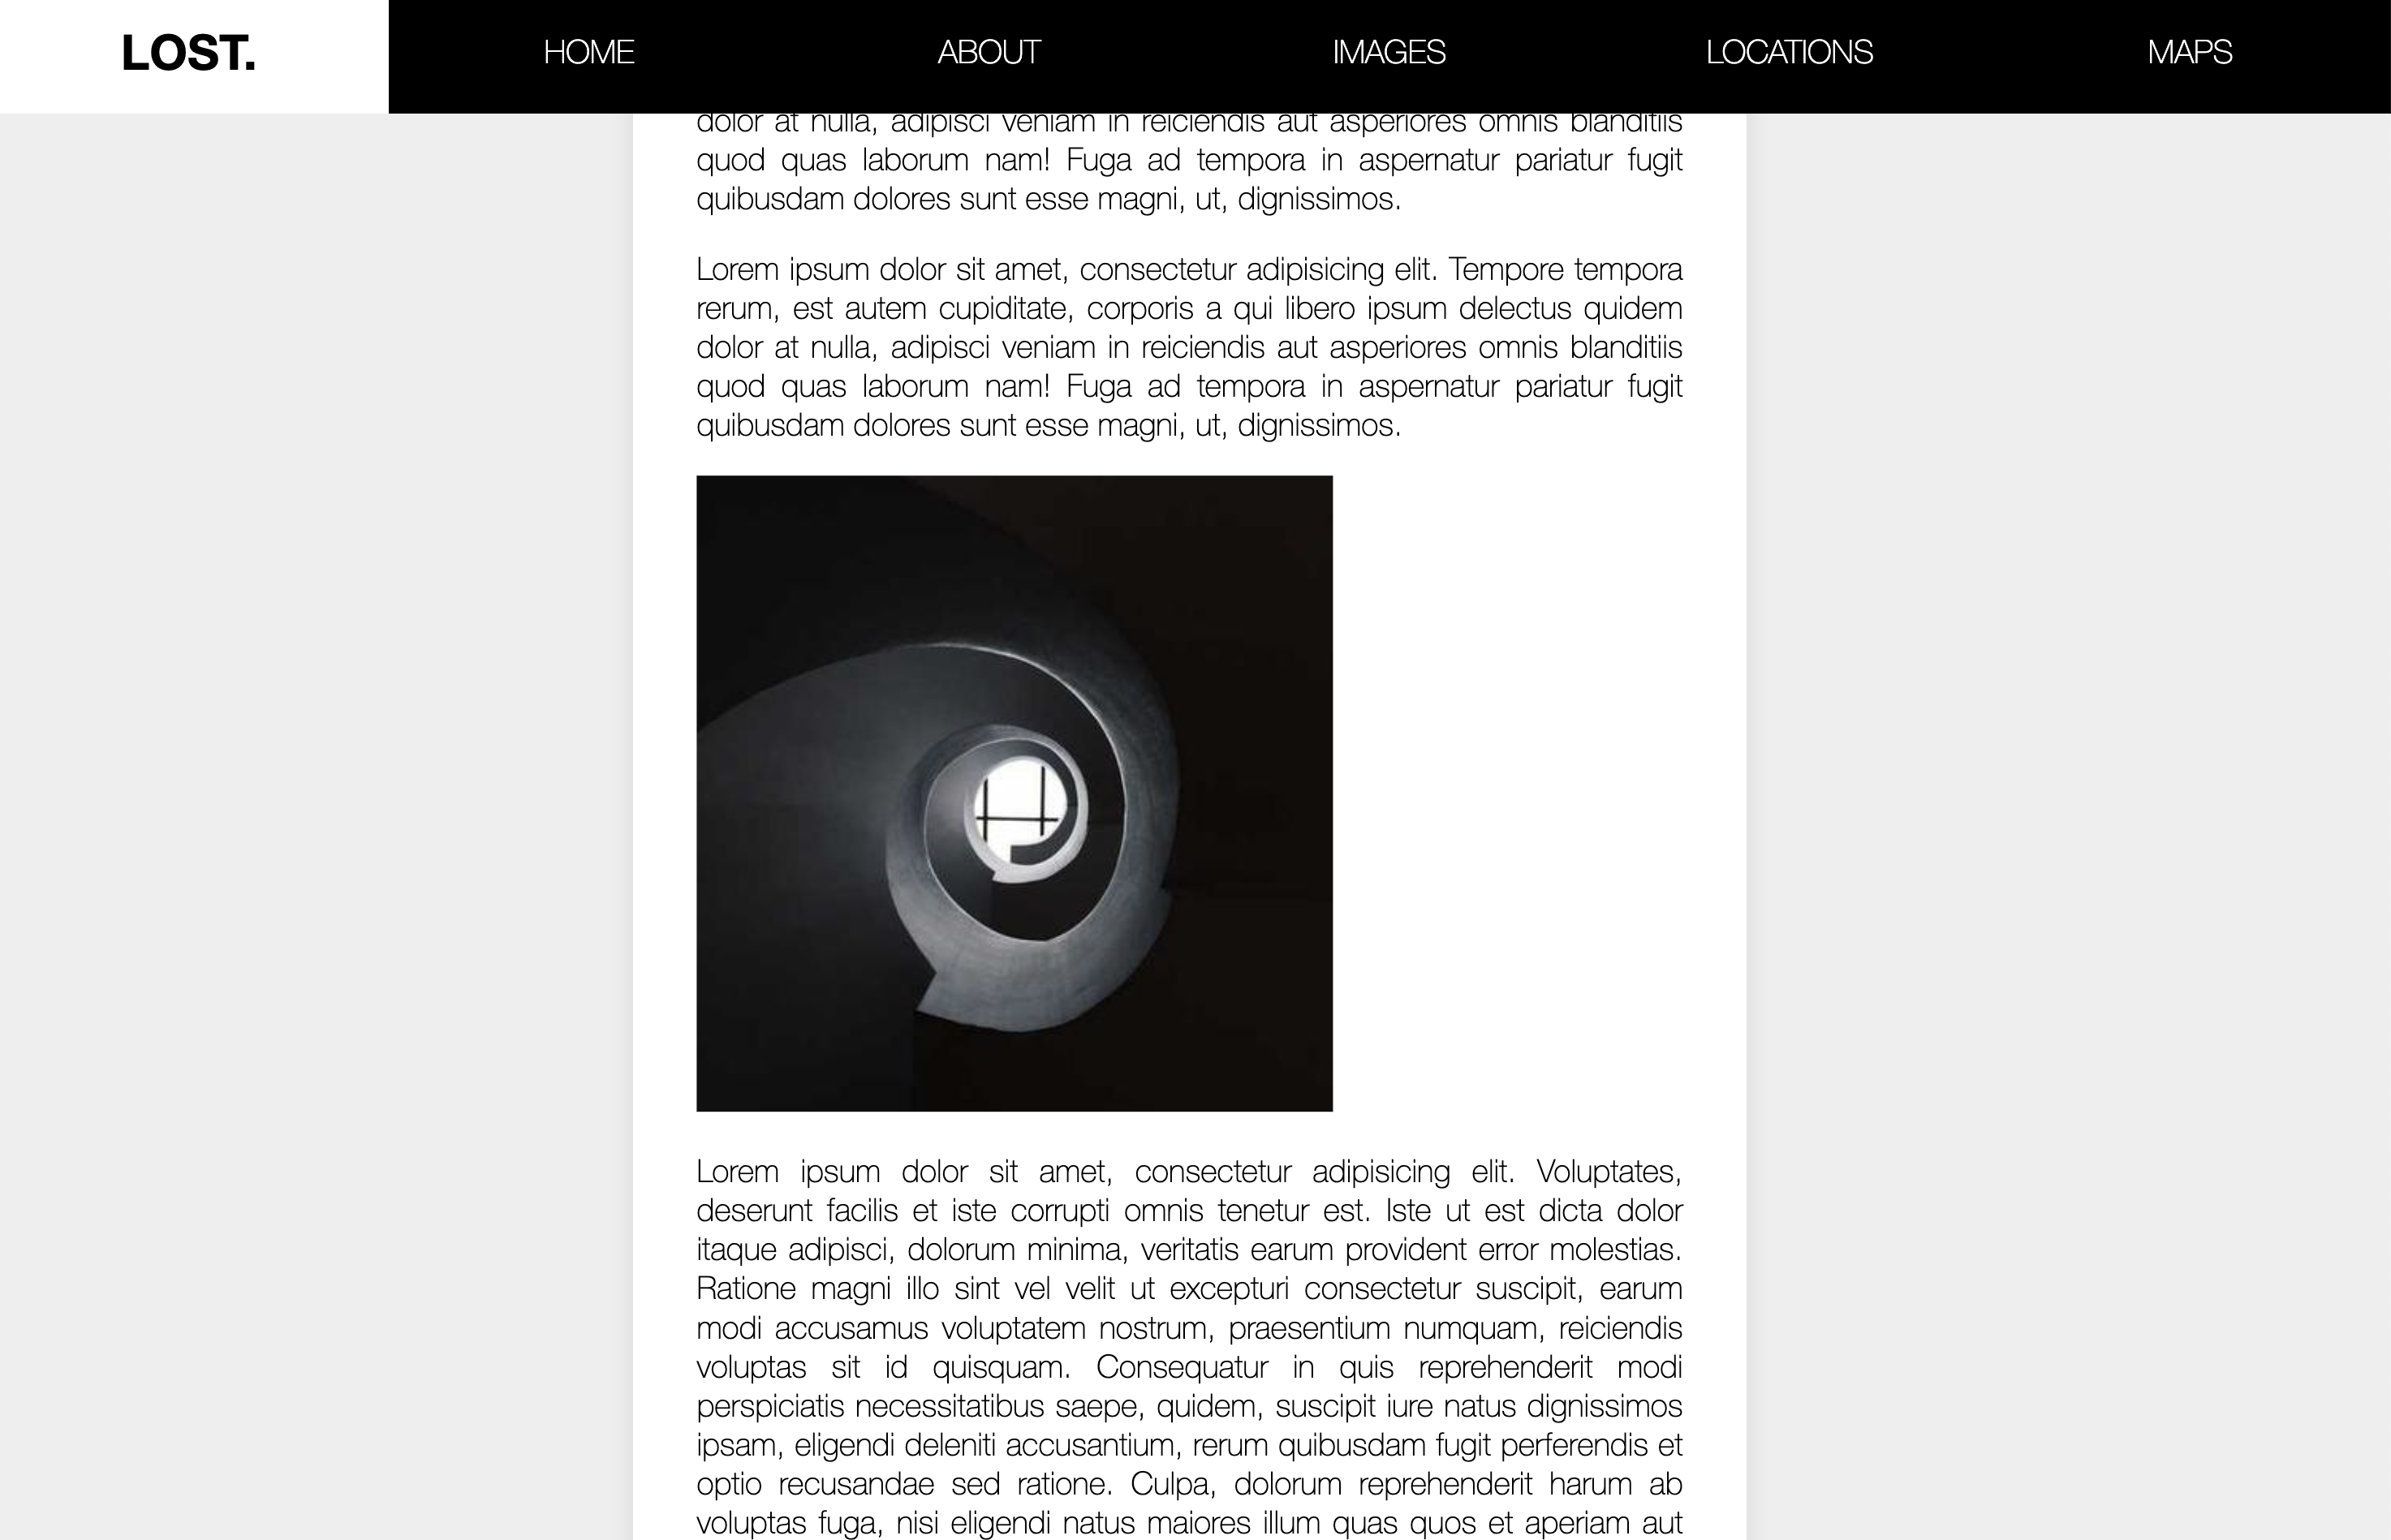 LOST.
HOME ABOUT IMAGES LOCATIONS MAPS
dolor at nulla, adipisci veniam in reiciendis aut asperiores omnis blanditiis
quod quas laborum nam! Fuga ad tempora in aspernatur pariatur fugit
quibusdam dolores sunt esse magni, ut, dignissimos.
Lorem ipsum dolor sit amet, consectetur adipisicing elit. Tempore tempora
rerum, est autem cupiditate, corporis a qui libero ipsum delectus quidem
dolor at nulla, adipisci veniam in reiciendis aut asperiores omnis blanditiis
quod quas laborum nam! Fuga ad tempora in aspernatur pariatur fugit
quibusdam dolores sunt esse magni, ut, dignissimos.
Lorem ipsum dolor sit amet, consectetur adipisicing elit. Voluptates,
deserunt facilis et iste corrupti omnis tenetur est. Iste ut est dicta dolor
itaque adipisci, dolorum minima, veritatis earum provident error molestias.
Ratione magni illo sint vel velit ut excepturi consectetur suscipit, earum
modi accusamus voluptatem nostrum, praesentium numquam, reiciendis
voluptas sit id quisquam. Consequatur in quis reprehenderit modi
perspiciatis necessitatibus saepe, quidem, suscipit iure natus dignissimos
ipsam, eligendi deleniti accusantium, rerum quibusdam fugit perferendis et
optio recusandae sed ratione. Culpa, dolorum reprehenderit harum ab
voluptas fuga, nisi eligendi natus maiores illum quas quos et aperiam aut